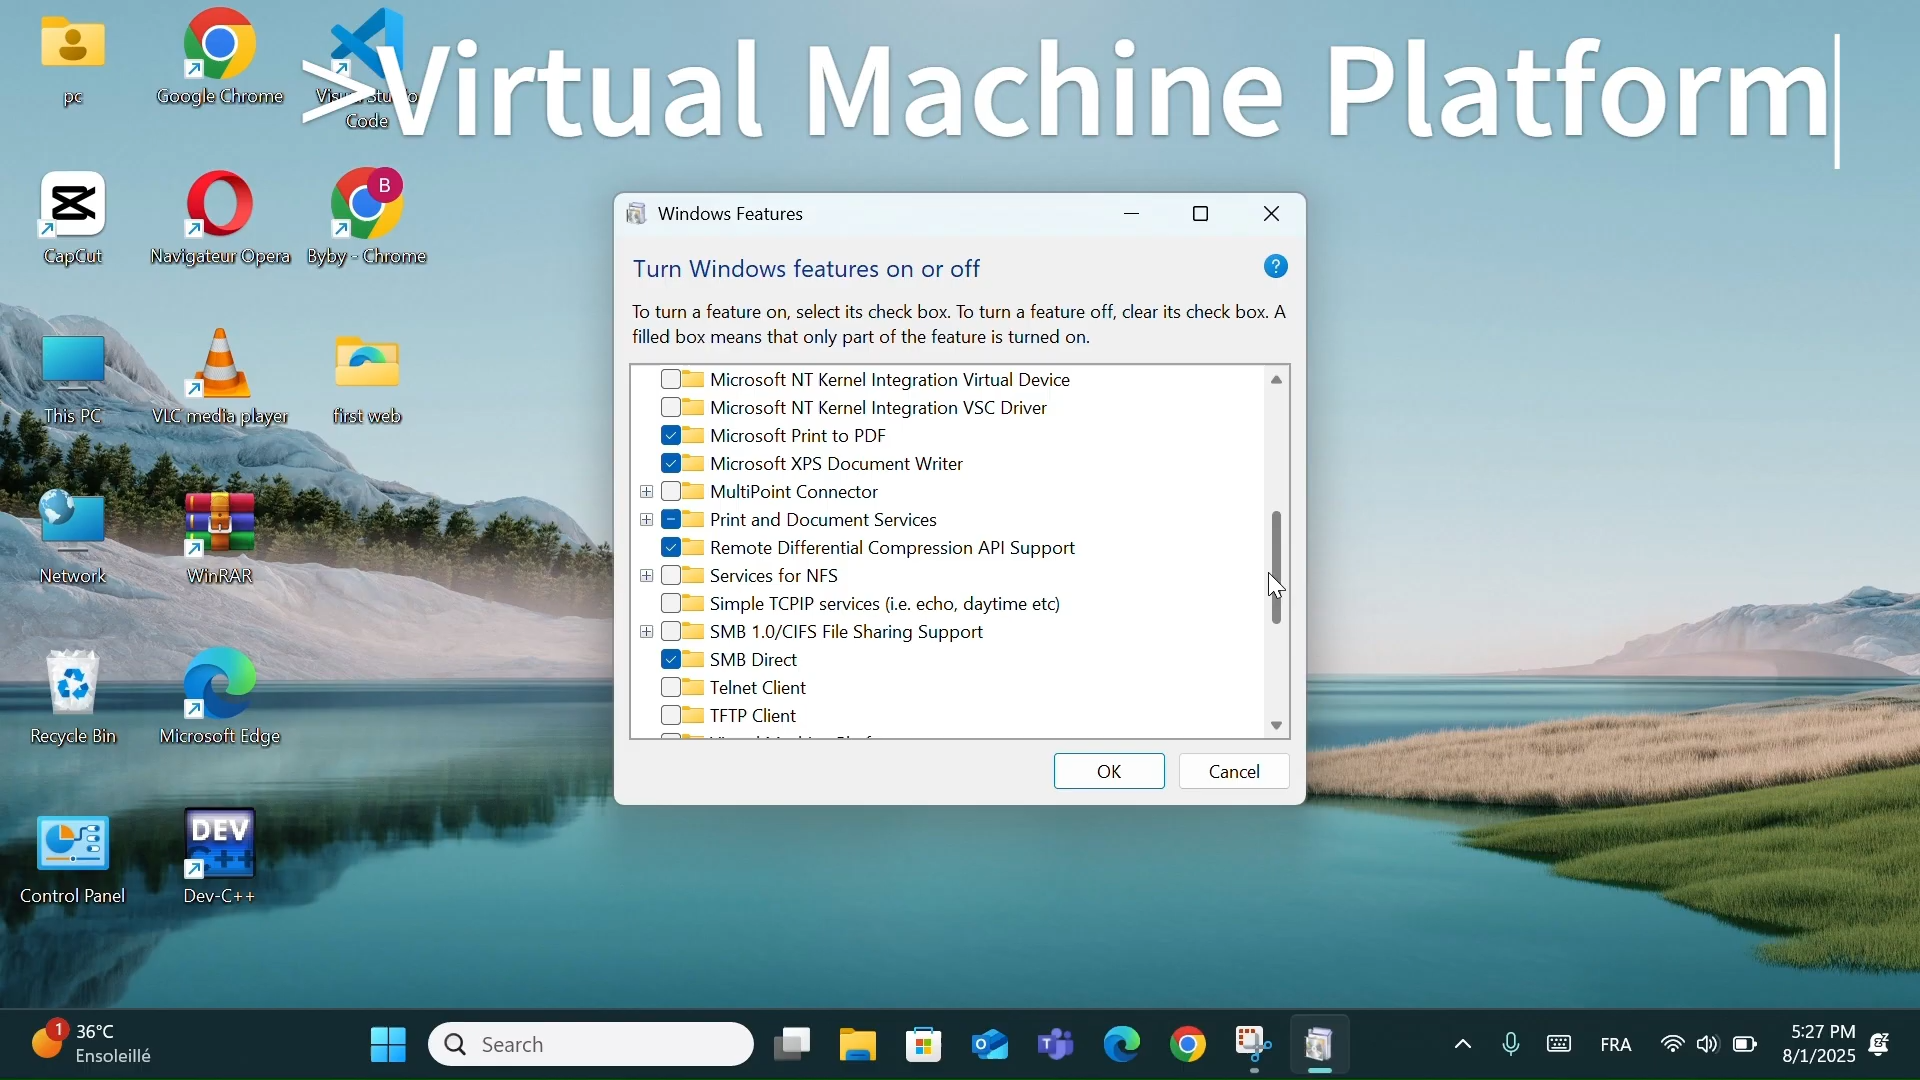 >Virtual Machine Platform
pc
Google Chrome
Visual Studio
Code
B
CapCut
Navigateur Opera
Byby - Chrome
This PC
VLC media player
first web
Network
WinRAR
Recycle Bin
Microsoft Edge
Control Panel
DEV
C++
Dev-C++
Windows Features
Turn Windows features on or off
?
To turn a feature on, select its check box. To turn a feature off, clear its check box. A
filled box means that only part of the feature is turned on.
Microsoft NT Kernel Integration Virtual Device
Microsoft NT Kernel Integration VSC Driver
Microsoft Print to PDF
Microsoft XPS Document Writer
MultiPoint Connector
Print and Document Services
Remote Differential Compression API Support
Services for NFS
Simple TCPIP services (i.e. echo, daytime etc)
SMB 1.0/CIFS File Sharing Support
SMB Direct
Telnet Client
TFTP Client
OK
Cancel
1
36°C
Ensoleillé
Search
FRA
5:27 PM
8/1/2025